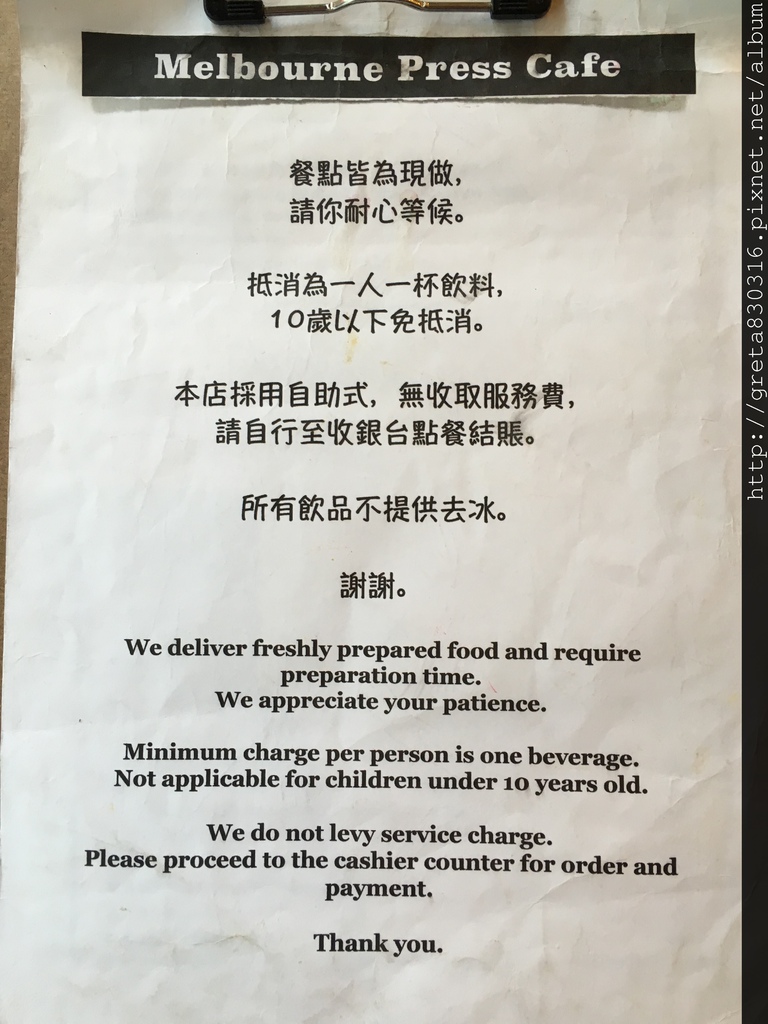 Melbourne Press Cafe
餐點皆為現做,
請你耐心等候。
抵消為一人一杯飲料,
10歲以下免抵消。
本店採用自助式, 無收取服務費,
請自行至收銀台點餐結賬。
所有飲品不提供去冰。
謝謝。
We deliver freshly prepared food and require
preparation time.
We appreciate your patience.
Minimum charge per person is one beverage.
Not applicable for children under 10 years old.
We do not levy service charge.
Please proceed to the cashier counter for order and
payment.
Thank you.
http://greta830316.pixnet.net/album